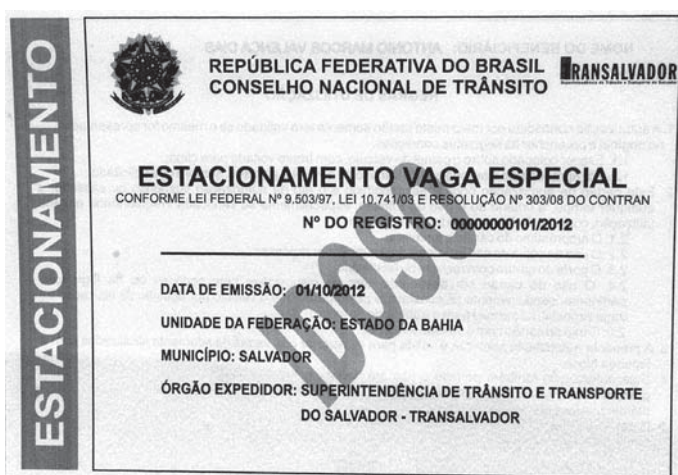 ESTACIONAMENTO
REPÚBLICA FEDERATIVA DO BRASIL
CONSELHO NACIONAL DE TRÂNSITO
TRANSALVADOR
ESTACIONAMENTO VAGA ESPECIAL
CONFORME LEI FEDERAL Nº 9.503/97, LEI 10.741/03 E RESOLUÇÃO Nº 303/08 DO CONTRAN
Nº DO REGISTRO: 00000000101/2012
IDOSO
DATA DE EMISSÃO: 01/10/2012
UNIDADE DA FEDERAÇÃO: ESTADO DA BAHIA
MUNICÍPIO: SALVADOR
ÓRGÃO EXPEDIDOR: SUPERINTENDÊNCIA DE TRÂNSITO E TRANSPORTE
DO SALVADOR - TRANSALVADOR